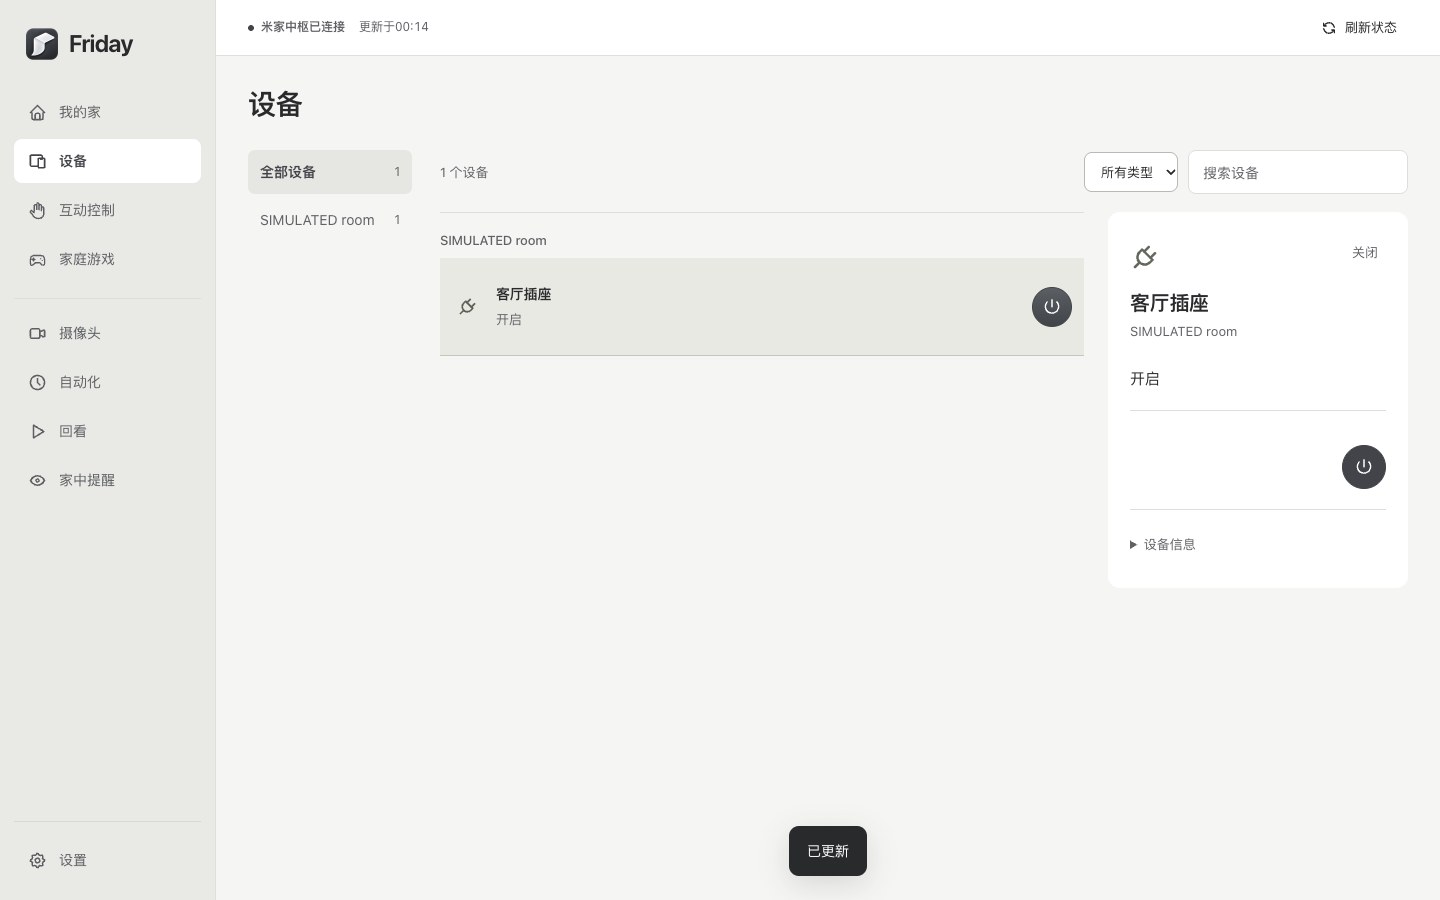 Friday
我的家
设备
互动控制
家庭游戏
摄像头
自动化
回看
家中提醒
设置
米家中枢已连接 更新于00:14
刷新状态
设备
全部设备 1
SIMULATED room 1
1 个设备
所有类型
搜索设备
SIMULATED room
客厅插座
开启
关闭
客厅插座
SIMULATED room
开启
设备信息
已更新